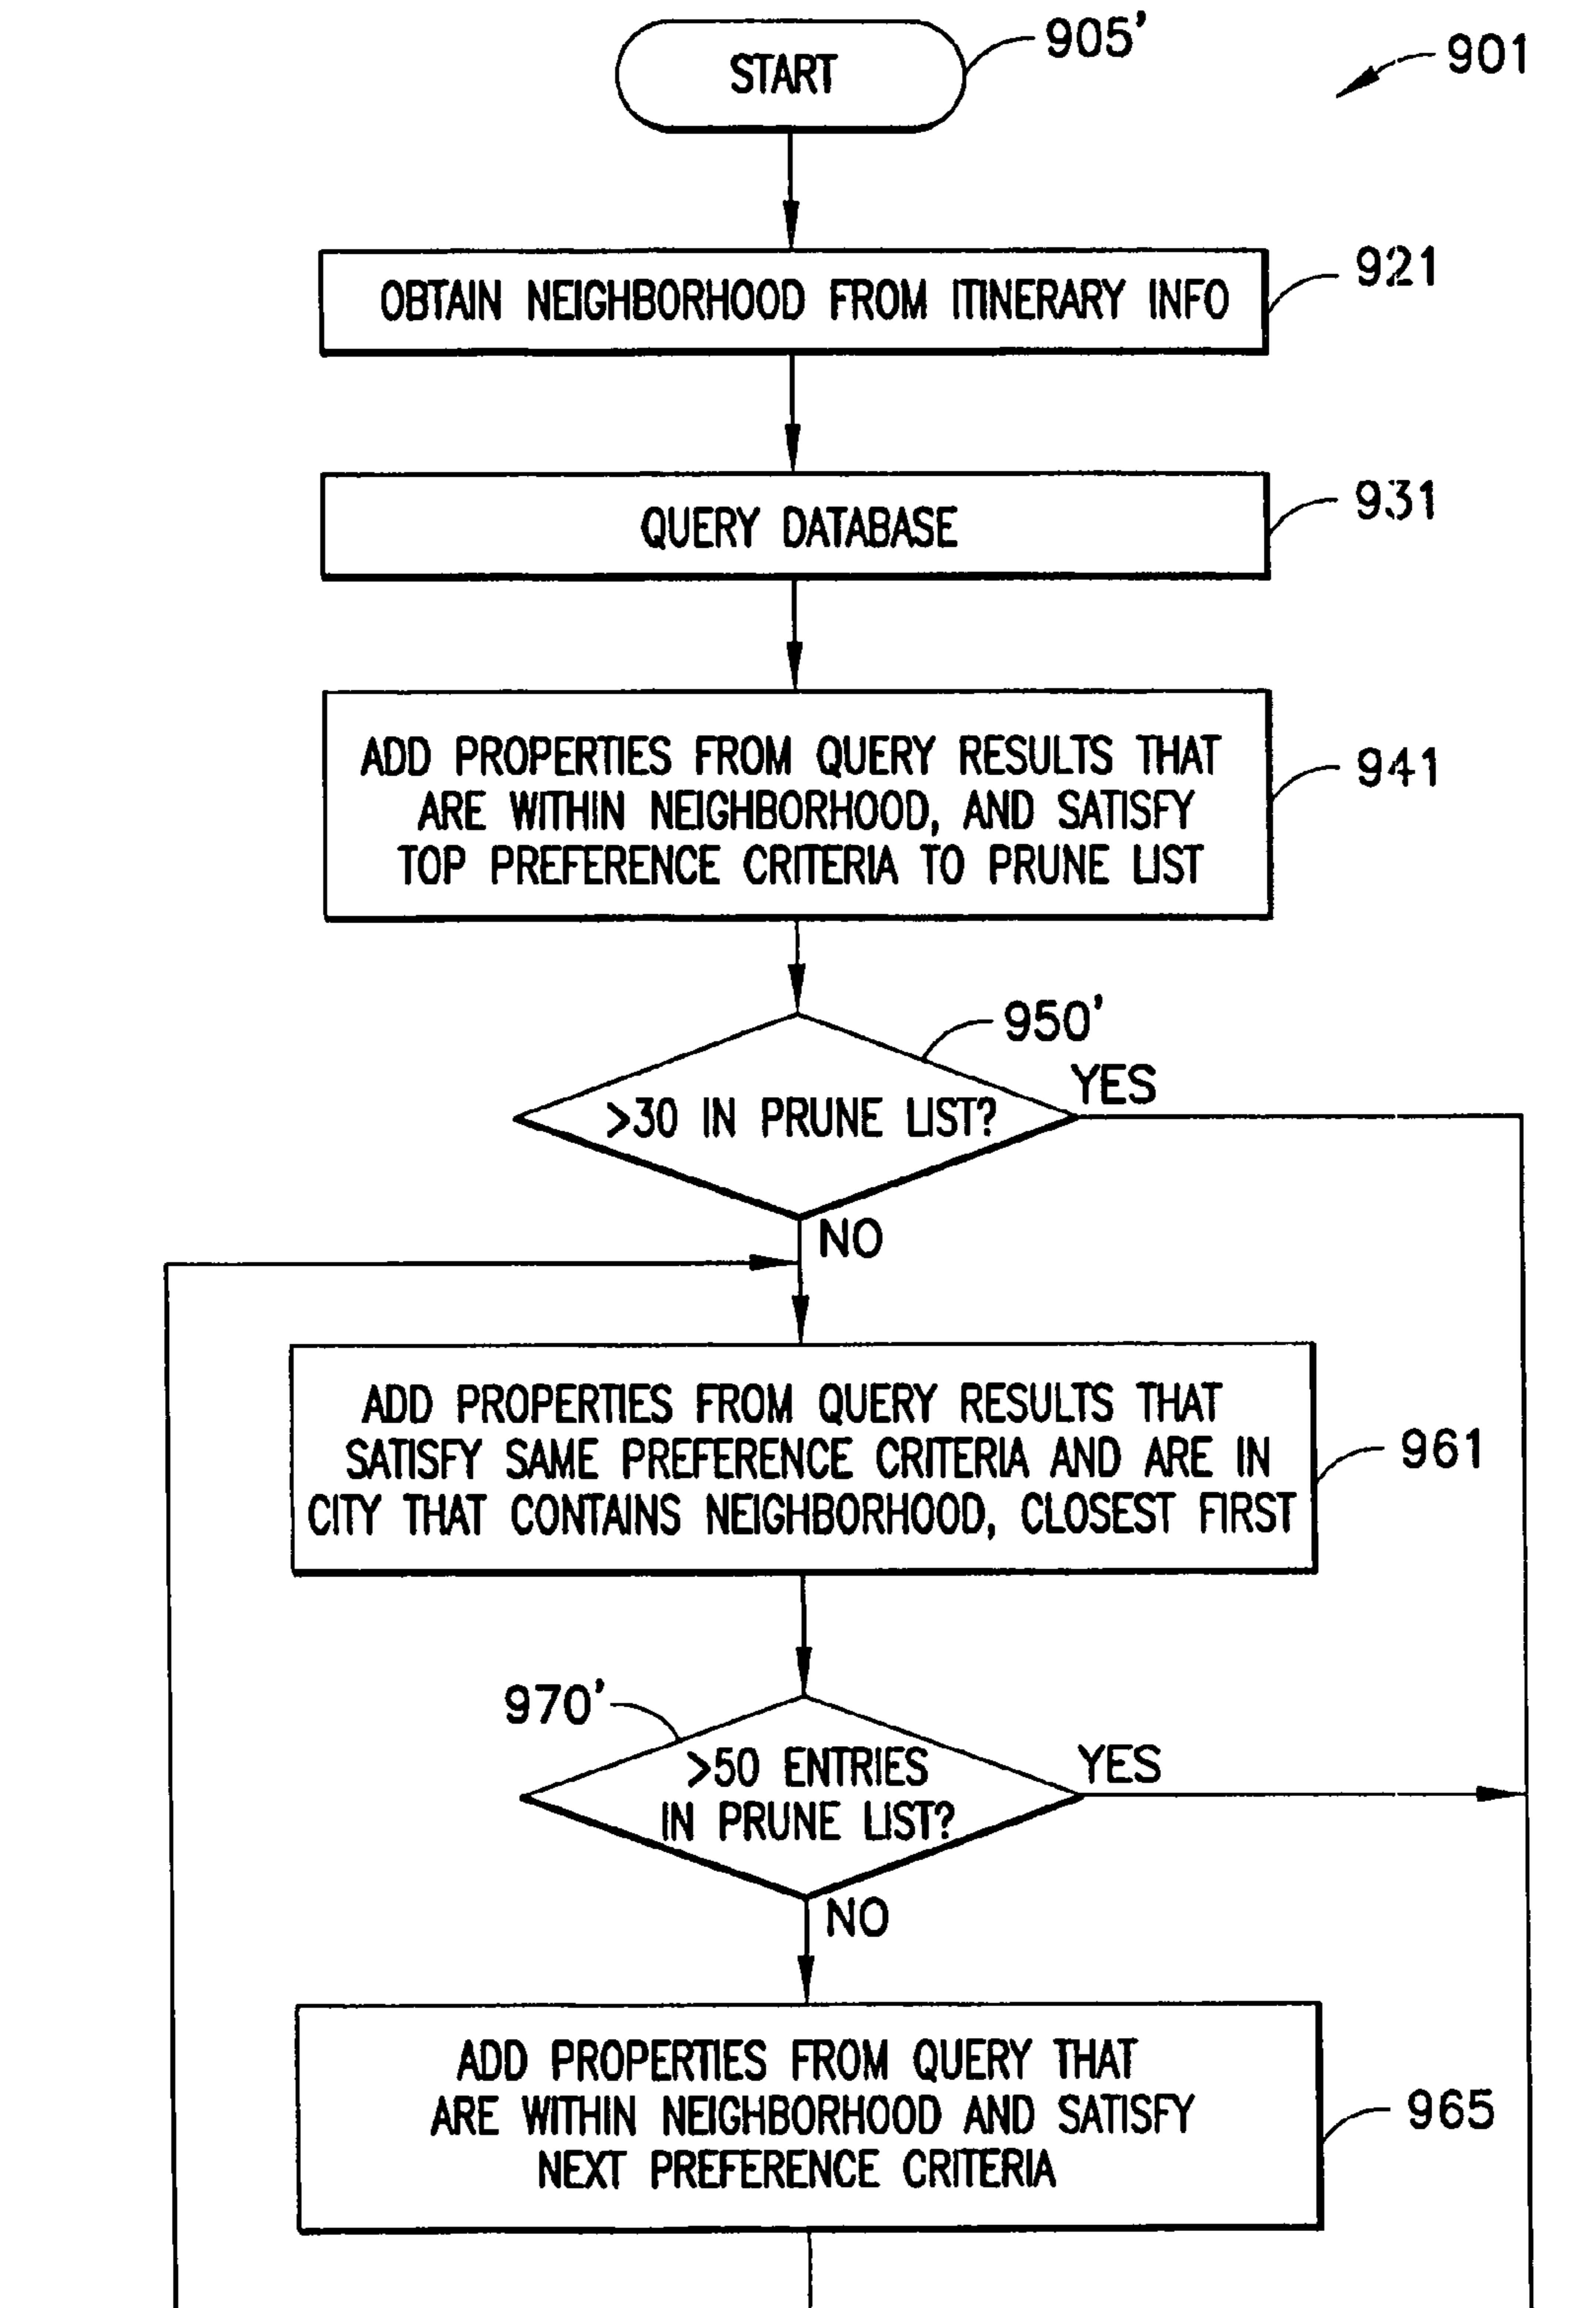 START
905'
901
OBTAIN NEIGHBORHOOD FROM ITINERARY INFO
921
QUERY DATABASE
931
ADD PROPERTIES FROM QUERY RESULTS THAT
ARE WITHIN NEIGHBORHOOD, AND SATISFY
TOP PREFERENCE CRITERIA TO PRUNE LIST
941
950'
>30 IN PRUNE LIST?
YES
NO
ADD PROPERTIES FROM QUERY RESULTS THAT
SATISFY SAME PREFERENCE CRITERIA AND ARE IN
CITY THAT CONTAINS NEIGHBORHOOD, CLOSEST FIRST
961
970'
>50 ENTRIES
IN PRUNE LIST?
YES
NO
ADD PROPERTIES FROM QUERY THAT
ARE WITHIN NEIGHBORHOOD AND SATISFY
NEXT PREFERENCE CRITERIA
965